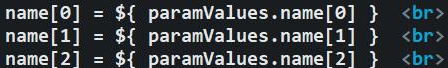 name[0] = ${ paramValues.name[0] } <br>
name[1] = ${ paramValues.name[1] } <br>
name[2] = ${ paramValues.name[2] } <br>